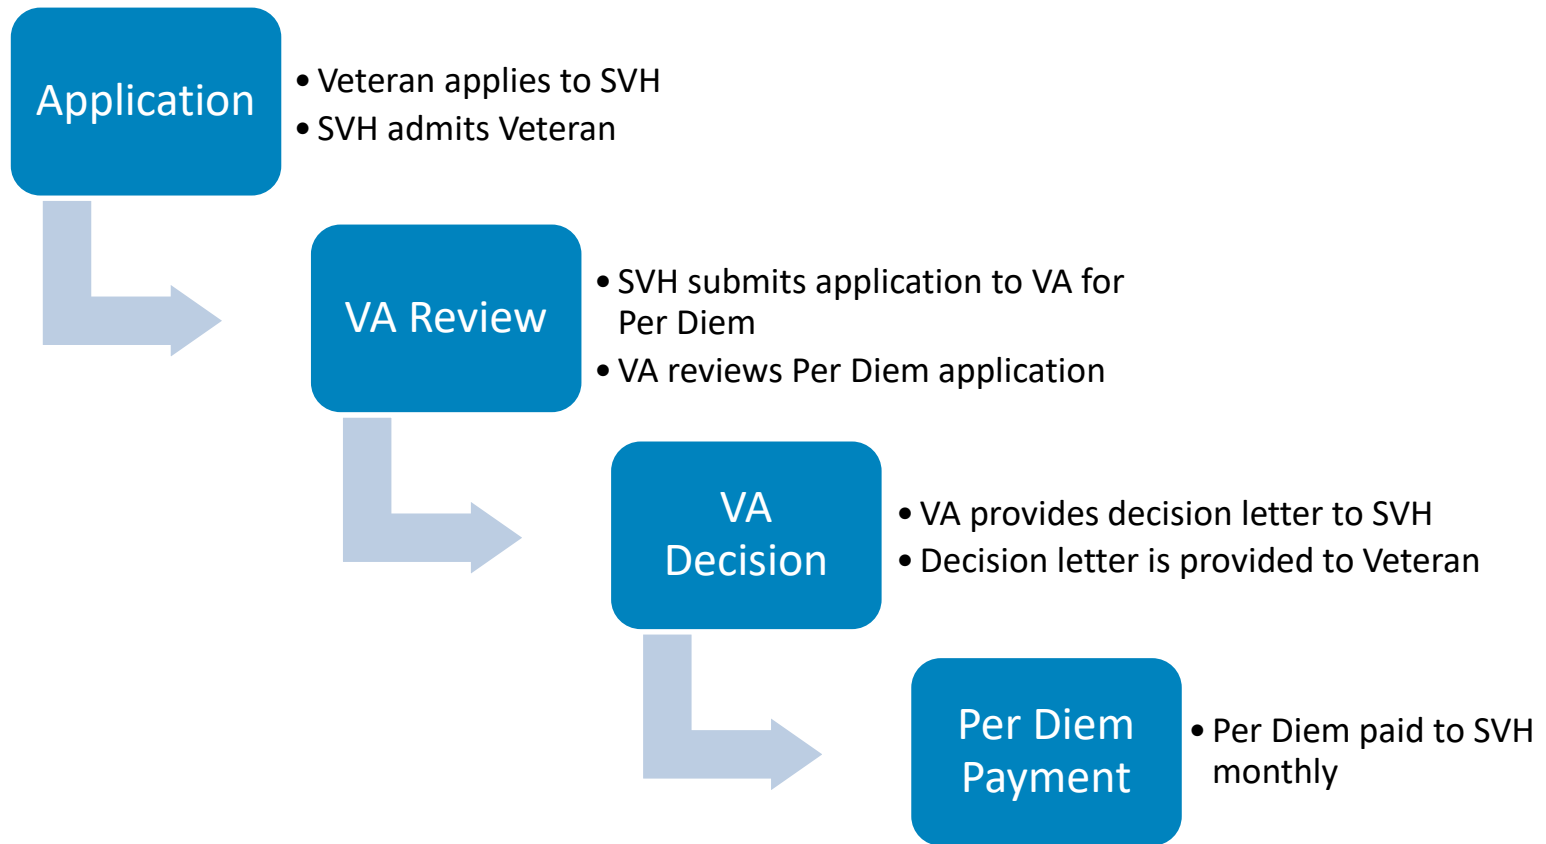 Application
• Veteran applies to SVH
• SVH admits Veteran
VA Review
• SVH submits application to VA for
Per Diem
• VA reviews Per Diem application
VA
Decision
• VA provides decision letter to SVH
• Decision letter is provided to Veteran
Per Diem
Payment
• Per Diem paid to SVH
monthly